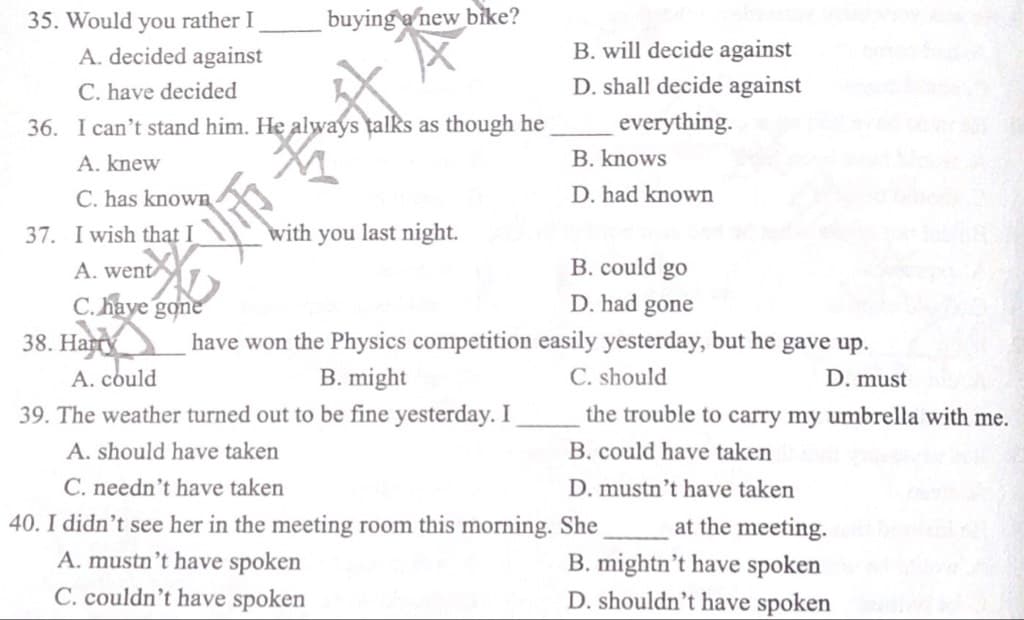 35. Would you rather I ______ buying a new bike?
A. decided against B. will decide against
C. have decided D. shall decide against
36. I can't stand him. He always talks as though he ______ everything.
A. knew B. knows
C. has known D. had known
37. I wish that I ______ with you last night.
A. went B. could go
C. have gone D. had gone
38. Harry ______ have won the Physics competition easily yesterday, but he gave up.
A. could B. might C. should D. must
39. The weather turned out to be fine yesterday. I ______ the trouble to carry my umbrella with me.
A. should have taken B. could have taken
C. needn't have taken D. mustn't have taken
40. I didn't see her in the meeting room this morning. She ______ at the meeting.
A. mustn't have spoken B. mightn't have spoken
C. couldn't have spoken D. shouldn't have spoken